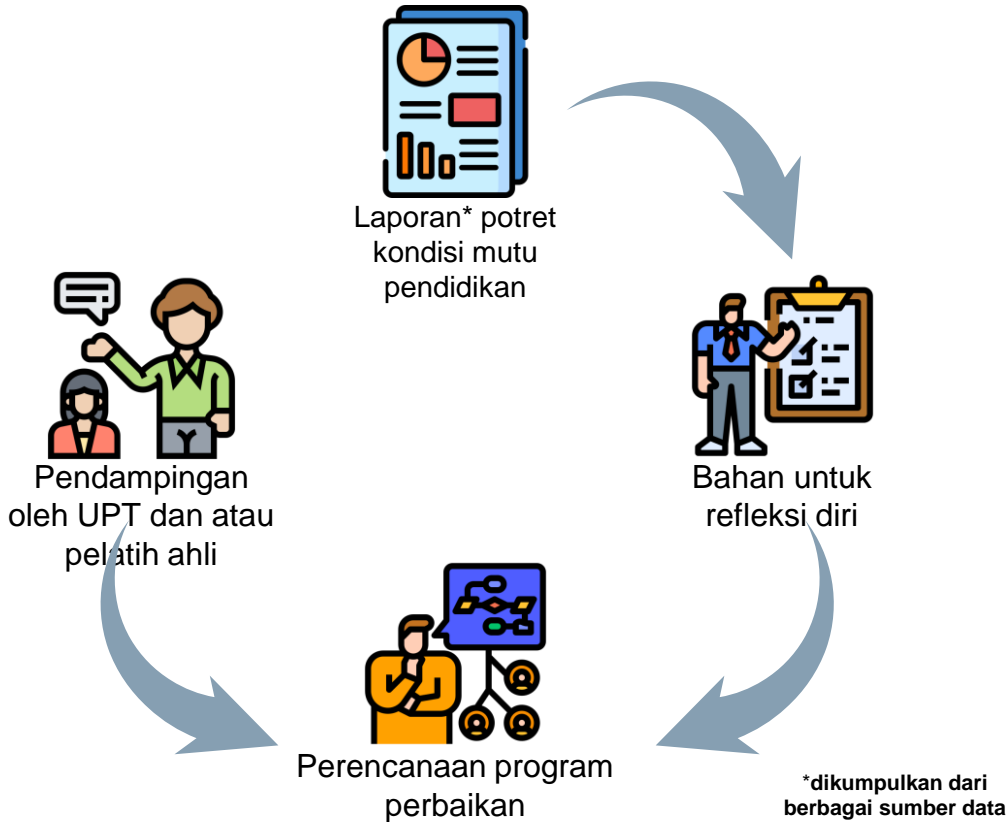 Laporan* potret
kondisi mutu
pendidikan
Pendampingan
oleh UPT dan atau
pelatih ahli
Bahan untuk
refleksi diri
Perencanaan program
perbaikan
*dikumpulkan dari
berbagai sumber data